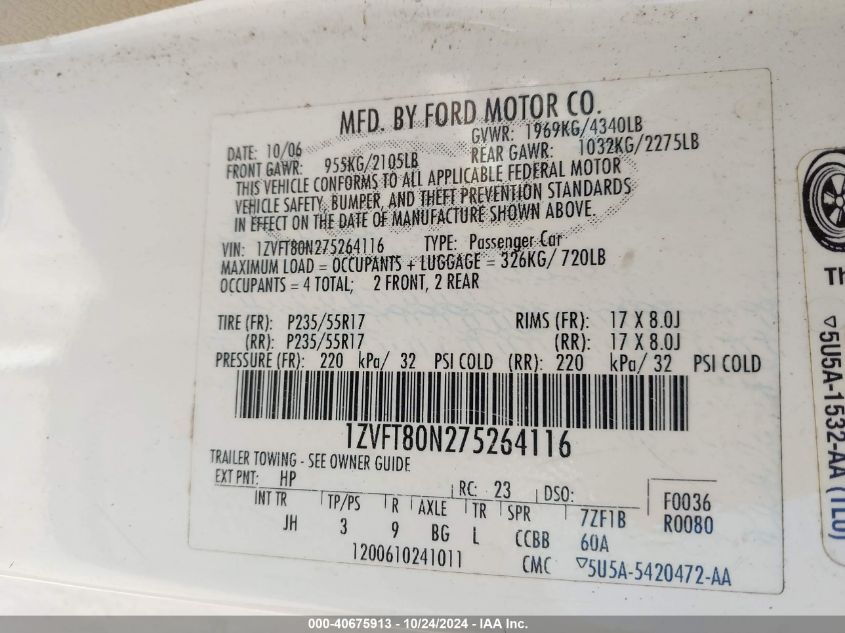 MFD. BY FORD MOTOR CO.
DATE: 10/06 GVWR: 1969KG/4340LB
FRONT GAWR: 955KG/2105LB REAR GAWR: 1032KG/2275LB
THIS VEHICLE CONFORMS TO ALL APPLICABLE FEDERAL MOTOR
VEHICLE SAFETY, BUMPER, AND THEFT PREVENTION STANDARDS
IN EFFECT ON THE DATE OF MANUFACTURE SHOWN ABOVE.
VIN: 1ZVFT80N275264116 TYPE: Passenger Car
MAXIMUM LOAD = OCCUPANTS + LUGGAGE = 326KG/ 720LB
OCCUPANTS = 4 TOTAL; 2 FRONT, 2 REAR
TIRE (FR): P235/55R17 RIMS (FR): 17 X 8.0J
(RR): P235/55R17 (RR): 17 X 8.0J
PRESSURE (FR): 220 kPa/ 32 PSI COLD (RR): 220 kPa/ 32 PSI COLD
1ZVFT80N275264116
TRAILER TOWING - SEE OWNER GUIDE
EXT PNT: HP RC: 23 DSO: F0036
INT TR TP/PS R AXLE TR SPR 7ZF1B R0080
JH 3 9 BG L CCBB 60A
1200610241011 CMC ▽5U5A-5420472-AA
Th
▽5U5A-1532-AA (TL0)
000-40675913 - 10/24/2024 - IAA Inc.